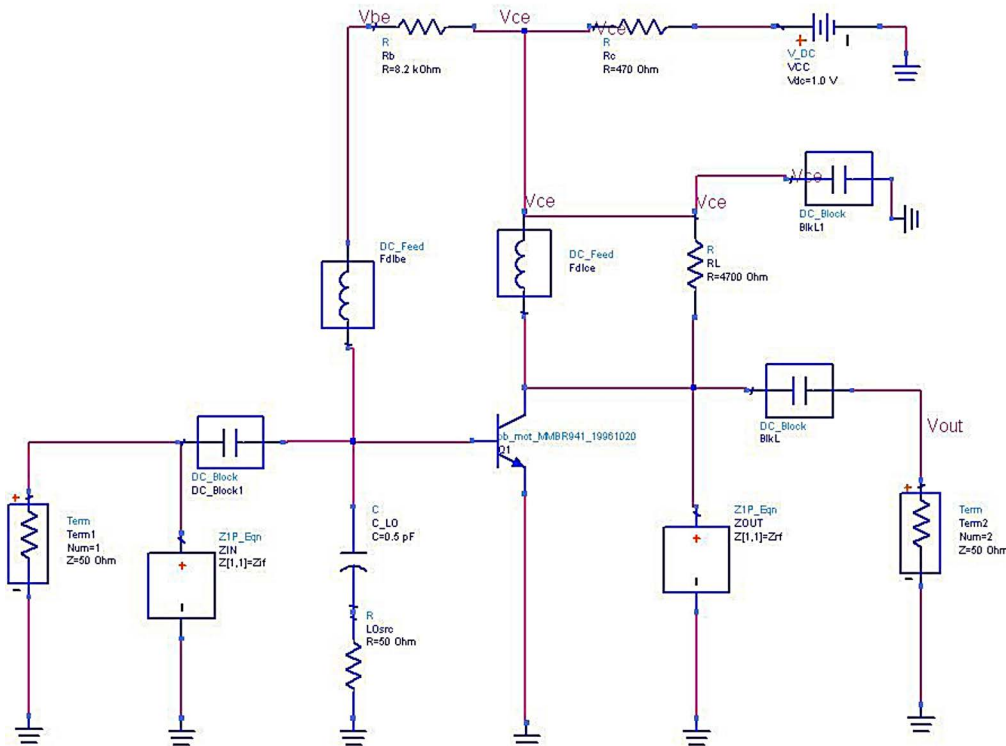 Vbe
R
Rb
R=8.2 kOhm
Vce
Vce
R
Rc
R=470 Ohm
V_DC
VCC
Vdc=1.0 V
Vce
DC_Block
BlkL1
Vce
Vce
DC_Feed
Fdlbe
DC_Feed
Fdlce
R
RL
R=4700 Ohm
pb_mot_MMBR941_19961020
Q1
DC_Block
BlkL
Vout
DC_Block
DC_Block1
Term
Term1
Num=1
Z=50 Ohm
Z1P_Eqn
ZIN
Z[1,1]=Zif
C
C_LO
C=0.5 pF
R
LOsrc
R=50 Ohm
Z1P_Eqn
ZOUT
Z[1,1]=Zrf
Term
Term2
Num=2
Z=50 Ohm